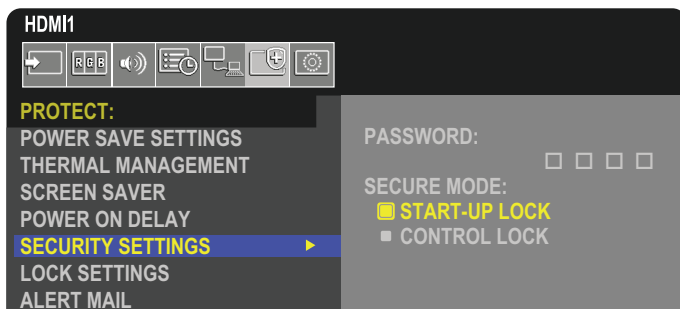 HDMI1
R G B
PROTECT:
POWER SAVE SETTINGS
THERMAL MANAGEMENT
SCREEN SAVER
POWER ON DELAY
SECURITY SETTINGS
LOCK SETTINGS
ALERT MAIL
PASSWORD:
SECURE MODE:
START-UP LOCK
CONTROL LOCK